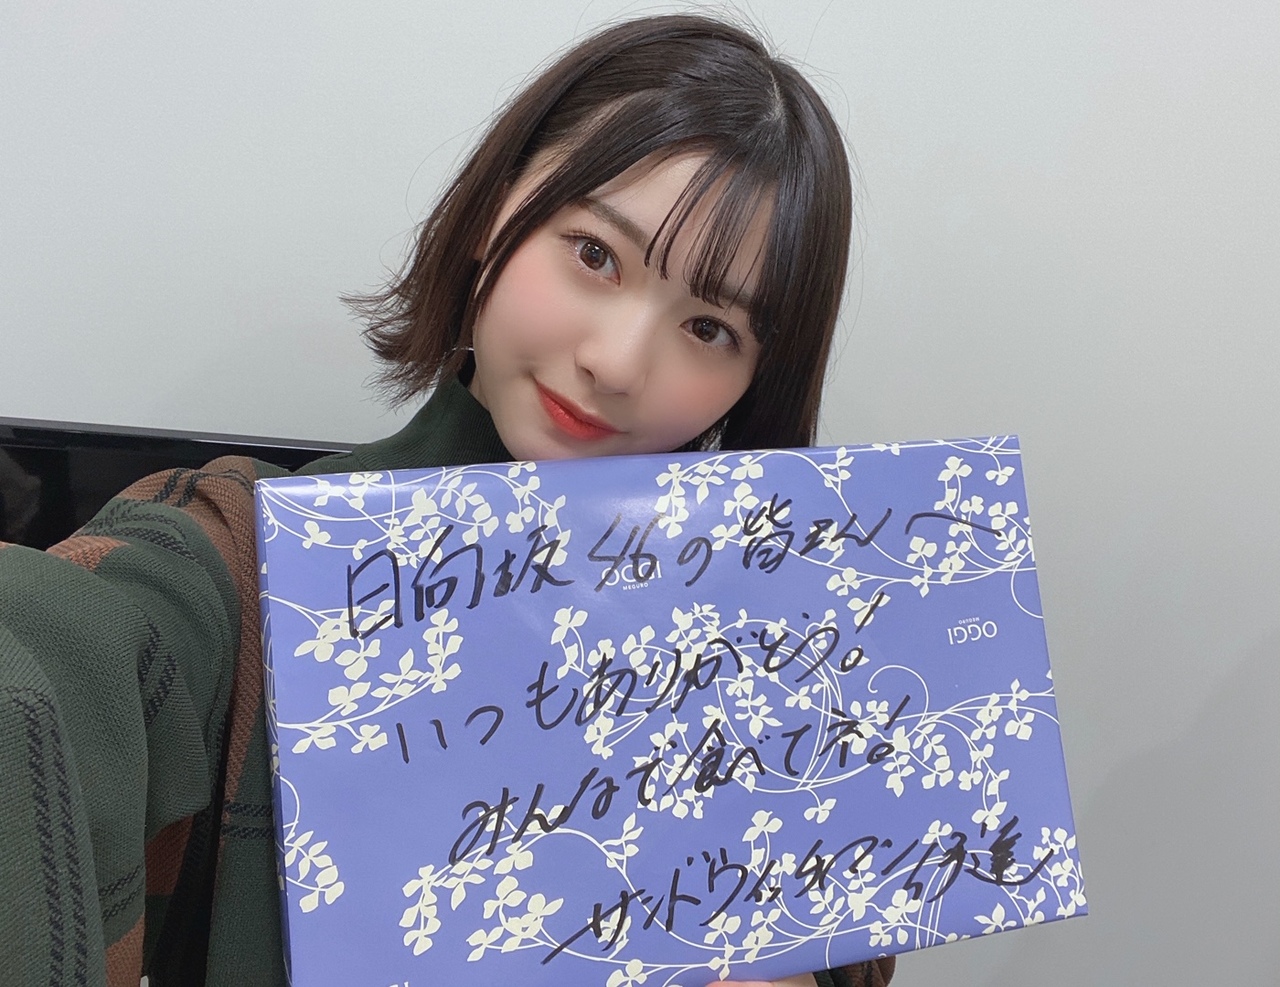 日向坂46の皆さんへ
OGGI
MEGURO
OGGI
MEGURO
いつもありがとう!
みんなで食べてネ!
サンドウィッチマン伊達